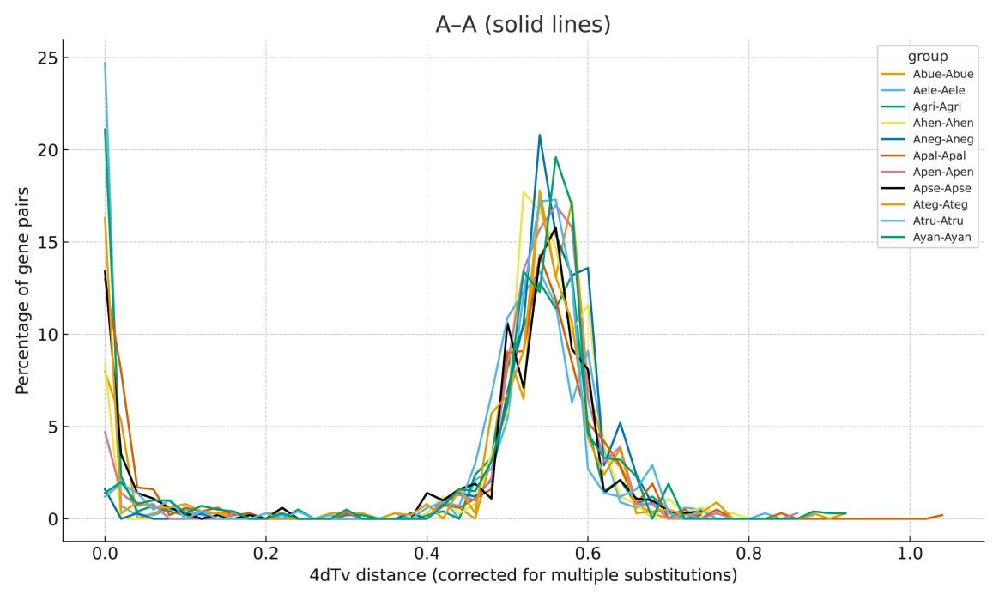 A–A (solid lines)
Percentage of gene pairs
25
20
15
10
5
0
0.0 0.2 0.4 0.6 0.8 1.0
4dTv distance (corrected for multiple substitutions)
group
Abue-Abue
Aele-Aele
Agri-Agri
Ahen-Ahen
Aneg-Aneg
Apal-Apal
Apen-Apen
Apse-Apse
Ateg-Ateg
Atru-Atru
Ayan-Ayan